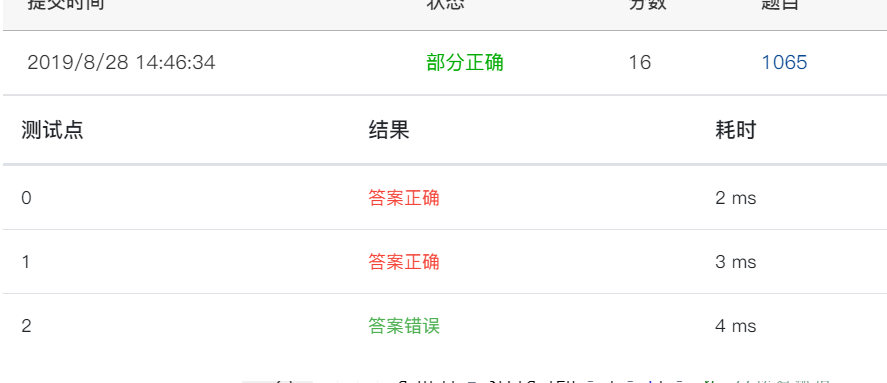 提交时间 状态 分数 题目
2019/8/28 14:46:34 部分正确 16 1065
测试点 结果 耗时
0 答案正确 2 ms
1 答案正确 3 ms
2 答案错误 4 ms